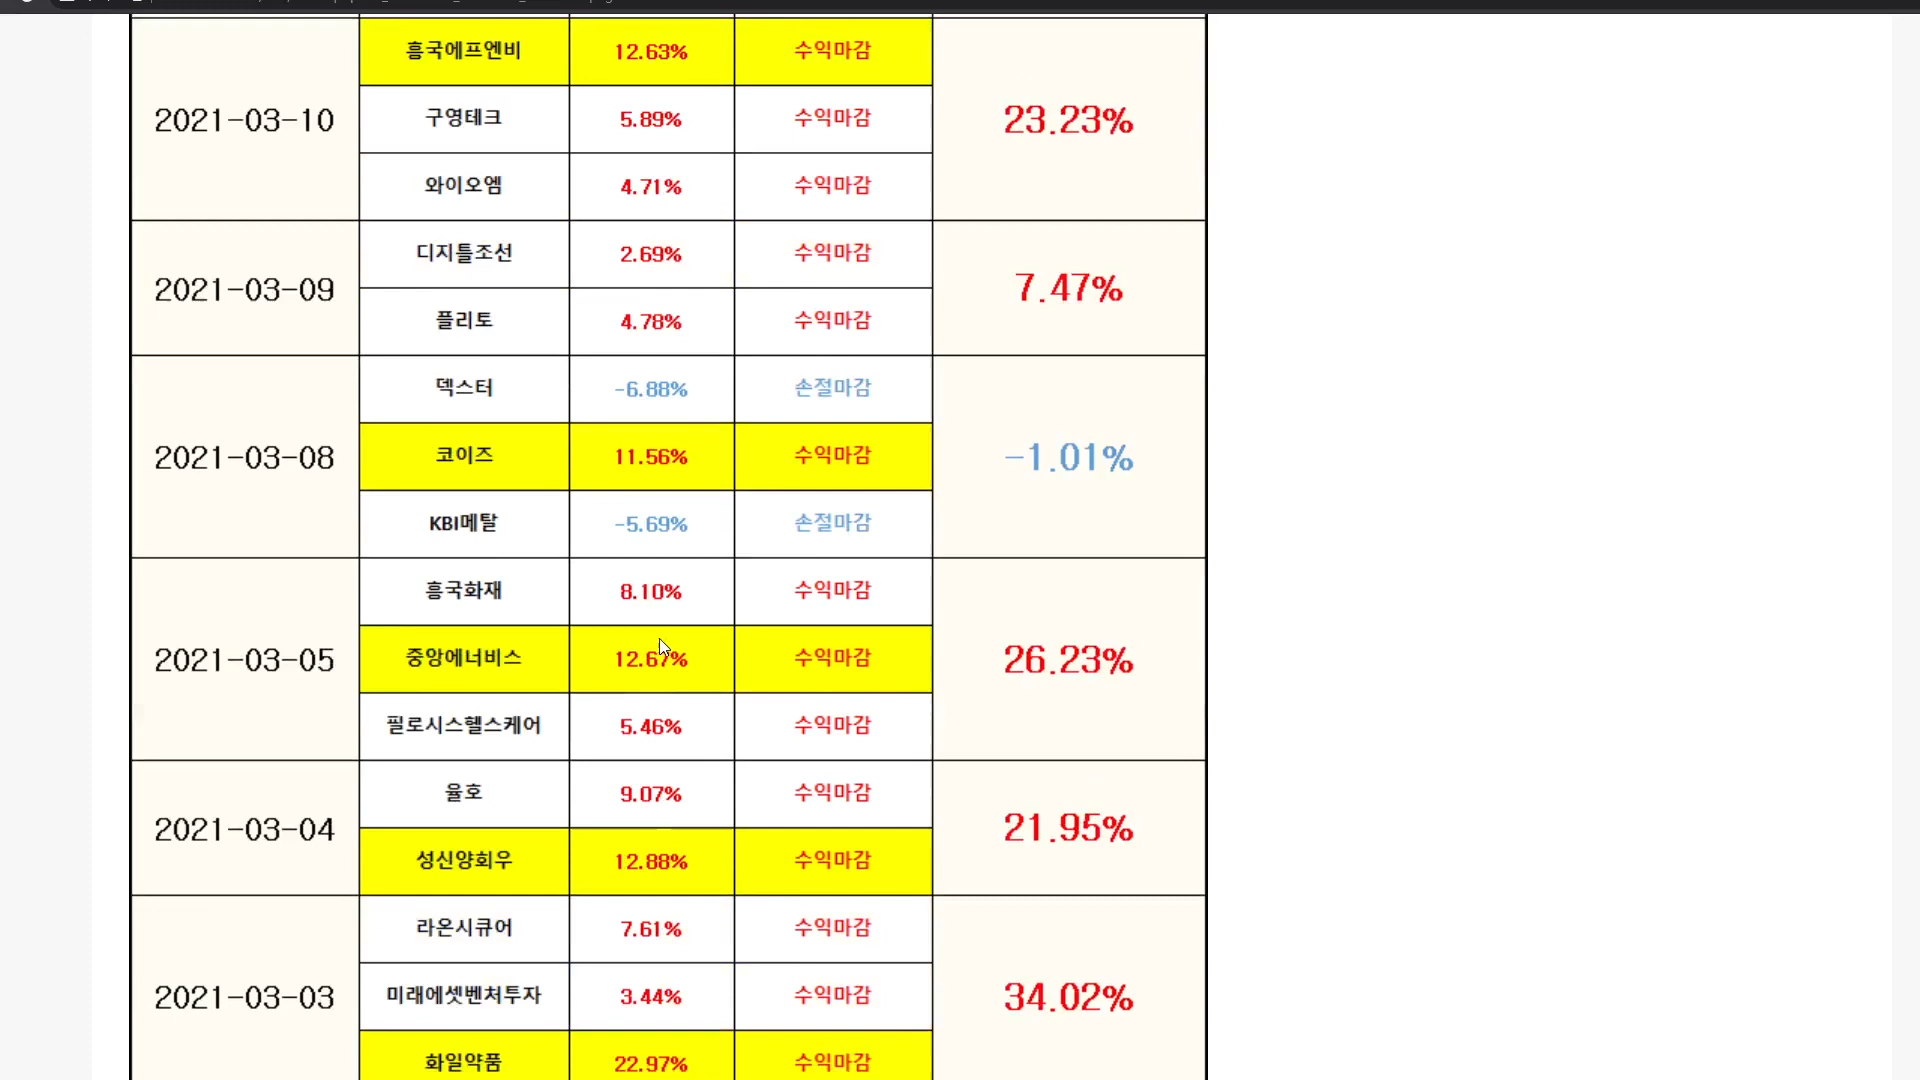 2021-03-10
흥국에프엔비 12.63% 수익마감
구영테크 5.89% 수익마감
와이오엠 4.71% 수익마감
23.23%
2021-03-09
디지틀조선 2.69% 수익마감
플리토 4.78% 수익마감
7.47%
2021-03-08
덱스터 -6.88% 손절마감
코이즈 11.56% 수익마감
KBI메탈 -5.69% 손절마감
-1.01%
2021-03-05
흥국화재 8.10% 수익마감
중앙에너비스 12.67% 수익마감
필로시스헬스케어 5.46% 수익마감
26.23%
2021-03-04
율호 9.07% 수익마감
성신양회우 12.88% 수익마감
21.95%
2021-03-03
라온시큐어 7.61% 수익마감
미래에셋벤처투자 3.44% 수익마감
화일약품 22.97% 수익마감
34.02%